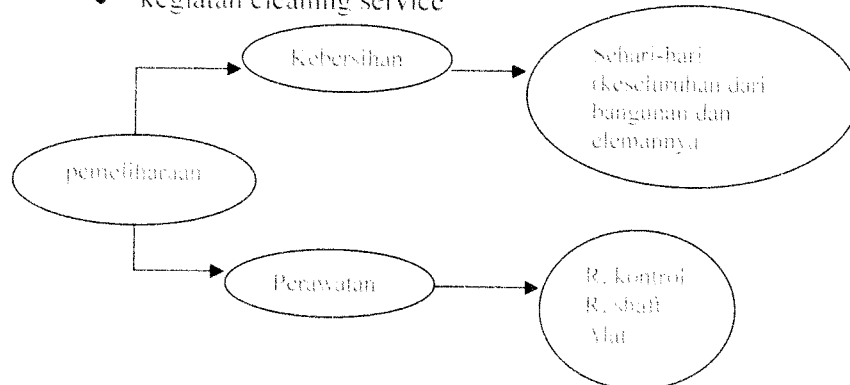 • kegiatan cleaning service
Kebersihan
Sehari-hari
(keseluruhan dari
bangunan dan
elemannya
pemeliharaan
Perawatan
R. kontrol
R. shaft
Alat